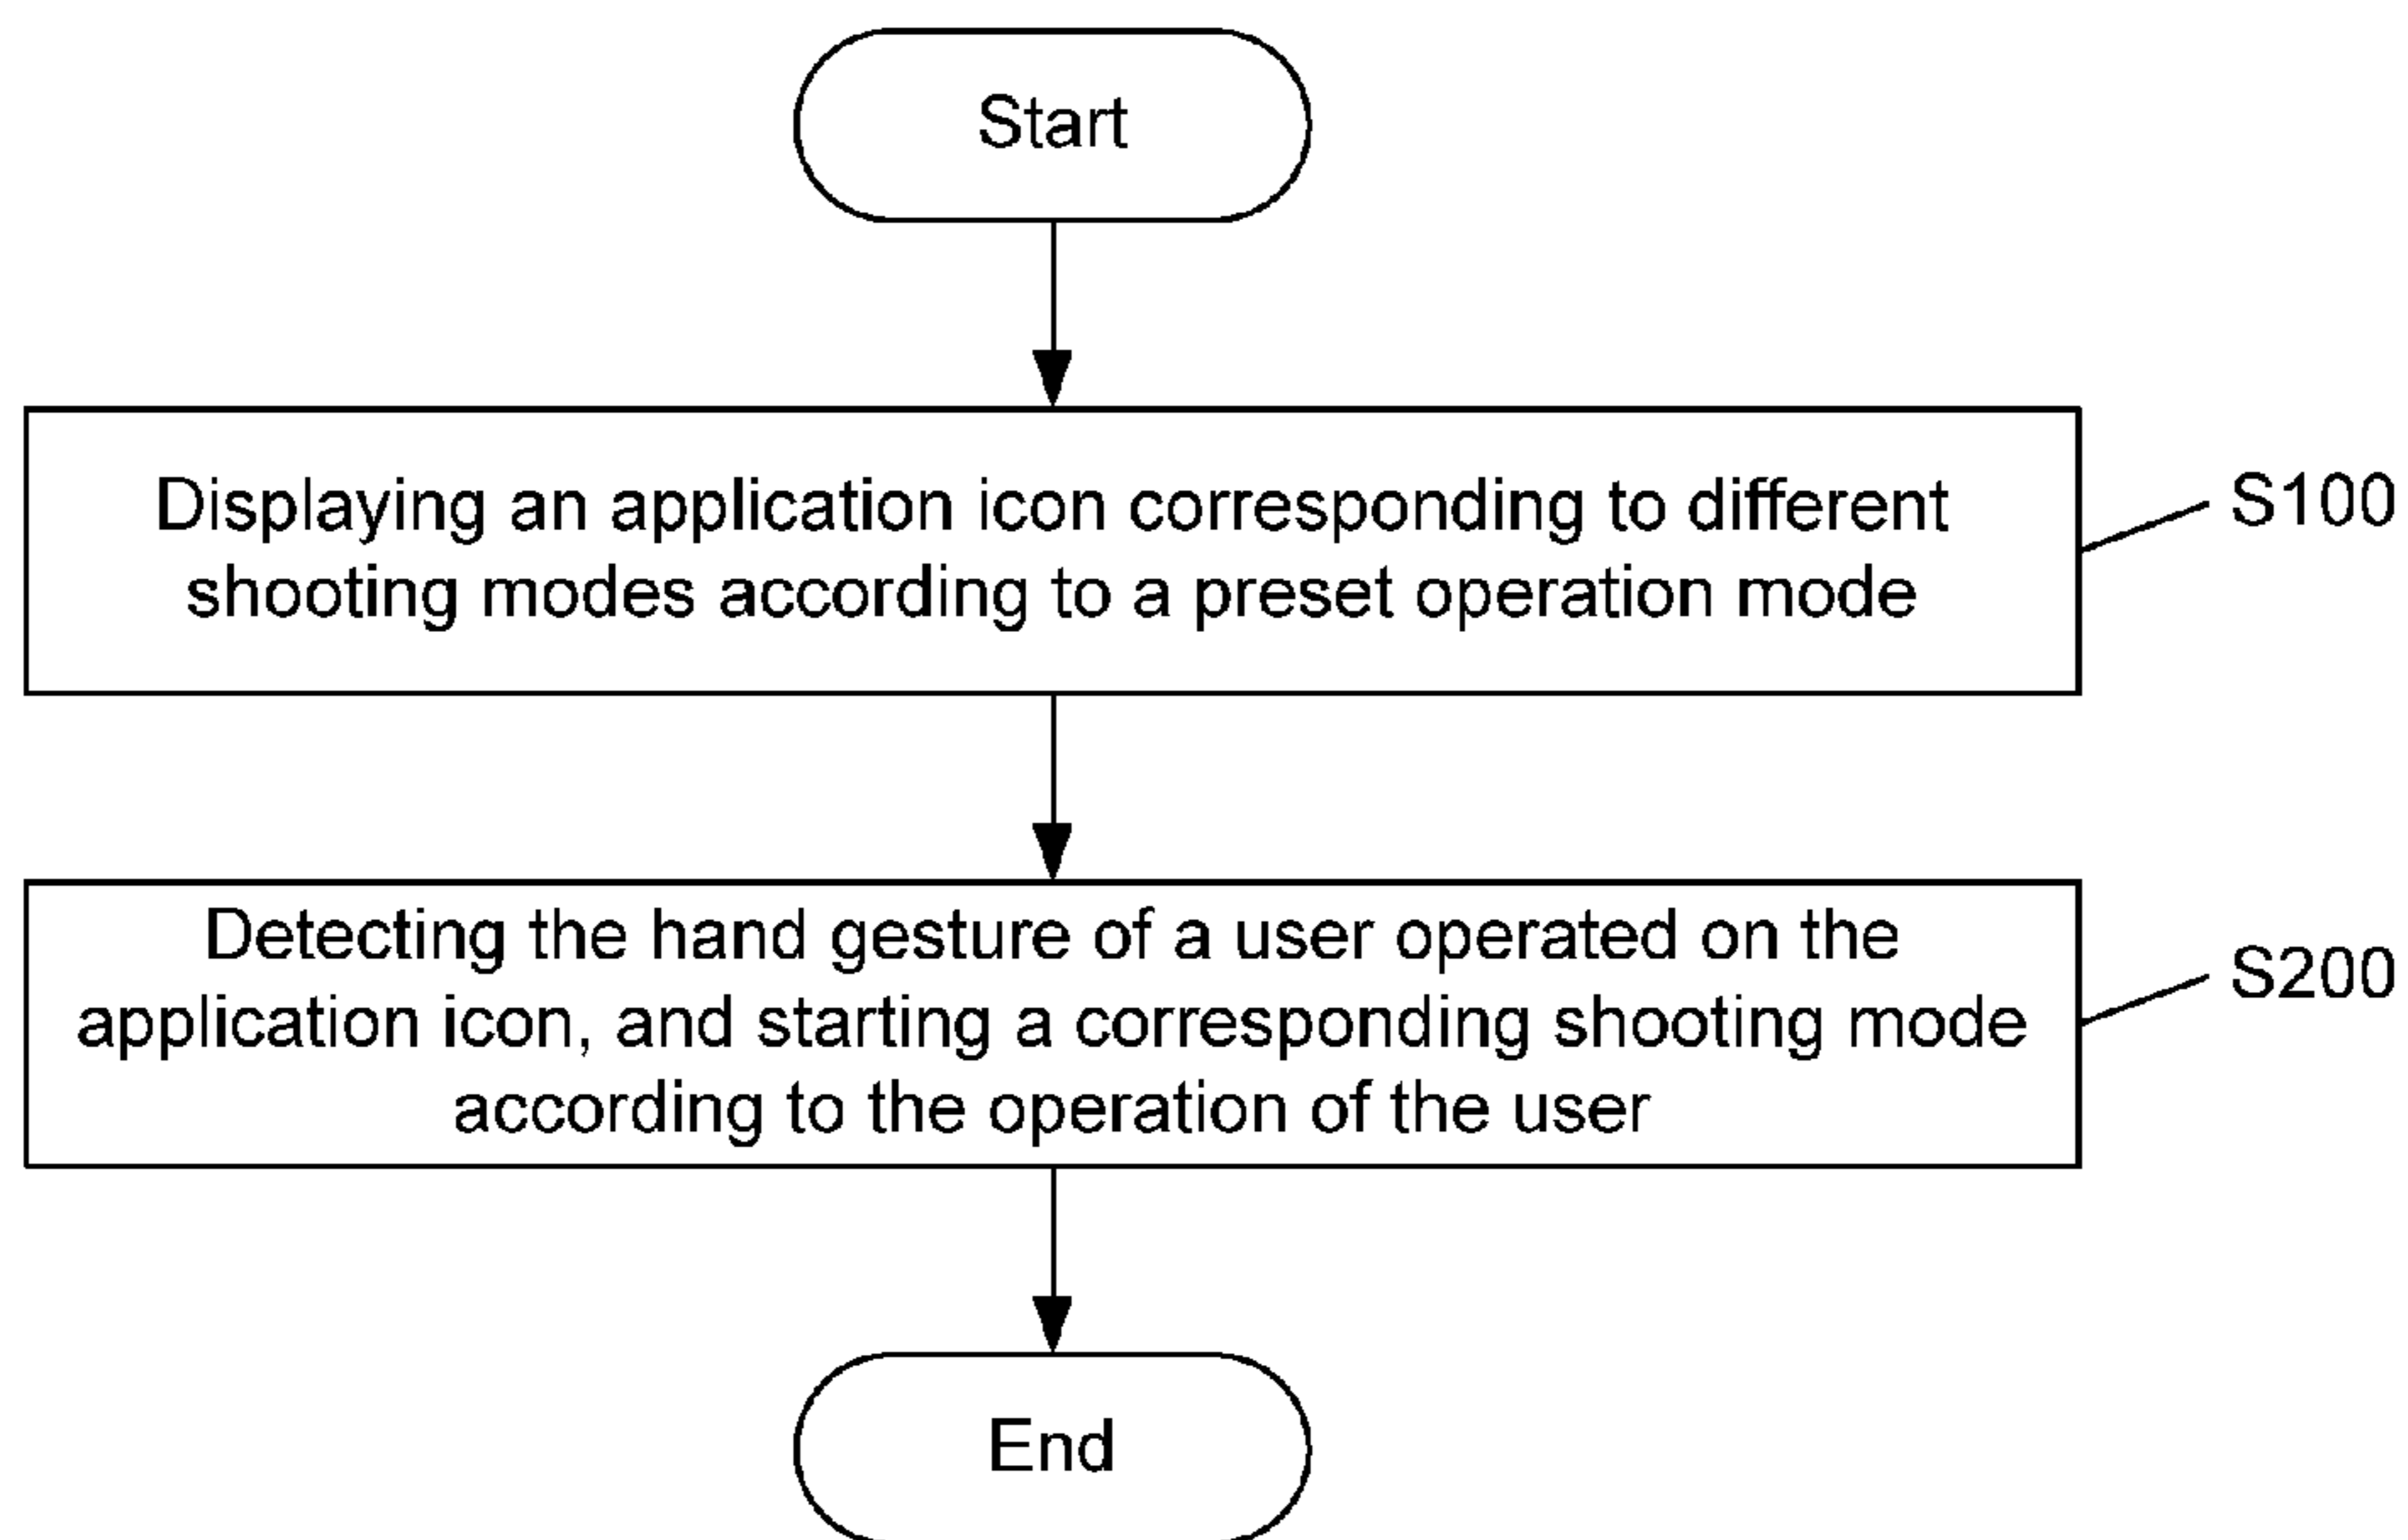 Start
Displaying an application icon corresponding to different
shooting modes according to a preset operation mode
S100
Detecting the hand gesture of a user operated on the
application icon, and starting a corresponding shooting mode
according to the operation of the user
S200
End